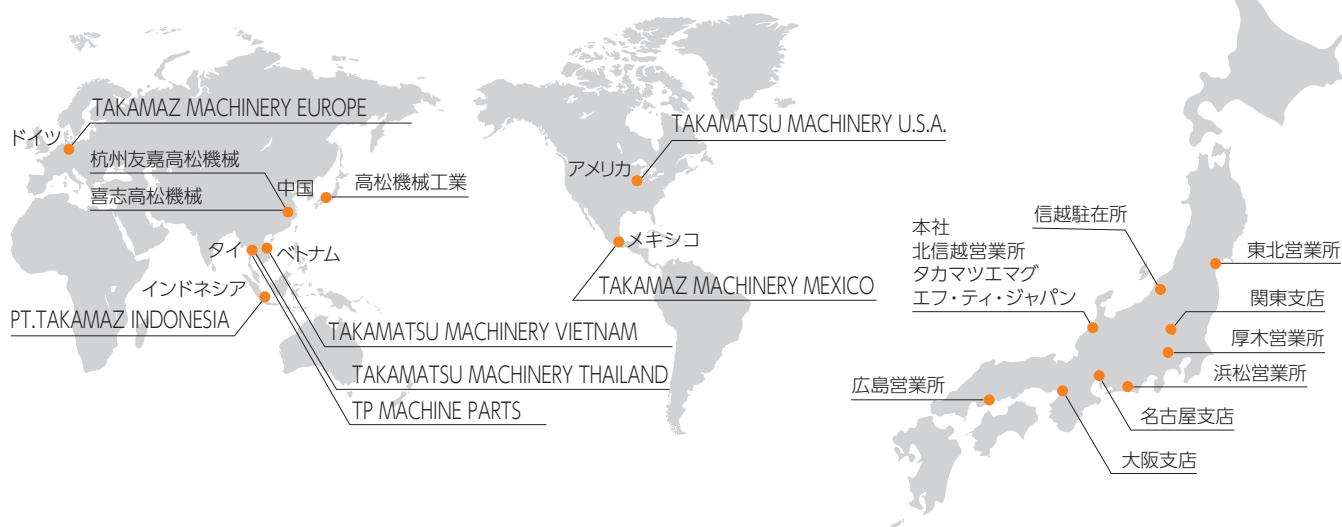 TAKAMAZ MACHINERY EUROPE
ドイツ
杭州友嘉高松機械
喜志高松機械
中国
高松機械工業
タイ
ベトナム
インドネシア
PT.TAKAMAZ INDONESIA
TAKAMATSU MACHINERY VIETNAM
TAKAMATSU MACHINERY THAILAND
TP MACHINE PARTS
TAKAMATSU MACHINERY U.S.A.
アメリカ
メキシコ
TAKAMAZ MACHINERY MEXICO
信越駐在所
本社
北信越営業所
タカマツエマグ
エフ・ティ・ジャパン
東北営業所
関東支店
厚木営業所
浜松営業所
広島営業所
名古屋支店
大阪支店